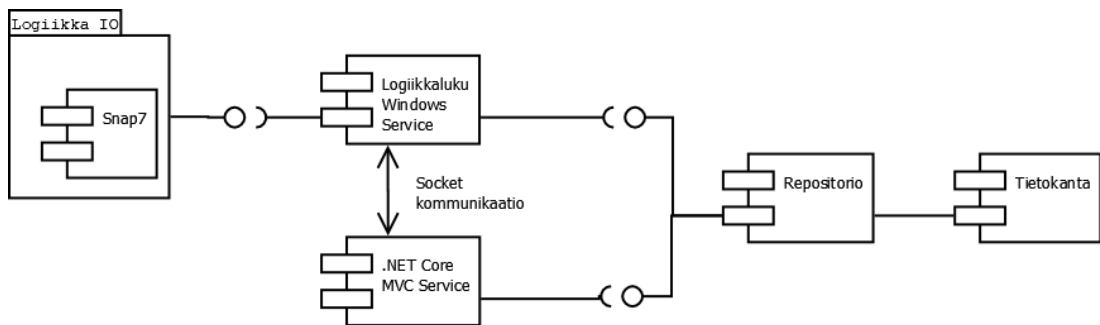 Logiikka IO
Snap7
Logiikkaluku
Windows
Service
Socket
kommunikaatio
.NET Core
MVC Service
Repositorio
Tietokanta